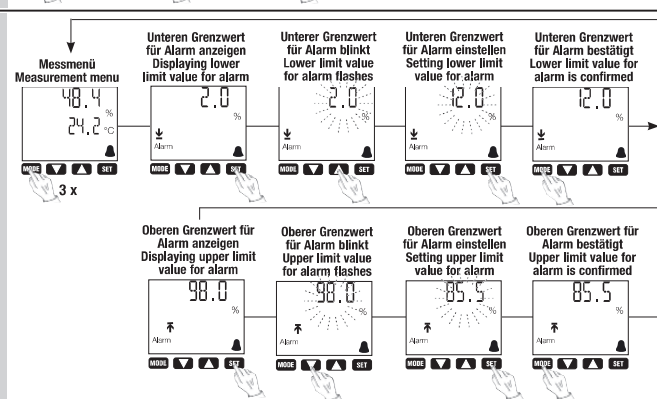 Messmenü
Measurement menu
48.4
%
24.2 °C
MODE SET
3 x
Unteren Grenzwert
für Alarm anzeigen
Displaying lower
limit value for alarm
2.0
%
Alarm
MODE SET
Unterer Grenzwert
für Alarm blinkt
Lower limit value
for alarm flashes
2.0
%
Alarm
MODE SET
Unteren Grenzwert
für Alarm einstellen
Setting lower limit
value for alarm
12.0
%
Alarm
MODE SET
Unteren Grenzwert
für Alarm bestätigt
Lower limit value for
alarm is confirmed
12.0
%
Alarm
MODE SET
Oberen Grenzwert für
Alarm anzeigen
Displaying upper limit
value for alarm
98.0
%
Alarm
MODE SET
Oberer Grenzwert
für Alarm blinkt
Upper limit value
for alarm flashes
98.0
%
Alarm
MODE SET
Oberen Grenzwert
für Alarm einstellen
Setting upper limit
value for alarm
85.5
%
Alarm
MODE SET
Oberen Grenzwert für
Alarm bestätigt
Upper limit value for
alarm is confirmed
85.5
%
Alarm
MODE SET